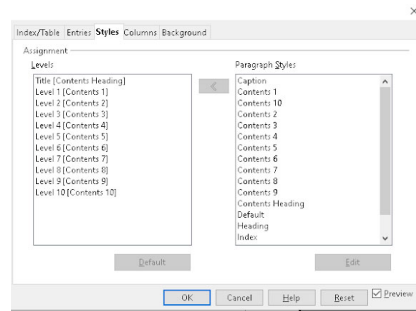 Index/Table Entries Styles Columns Background
Assignment
Levels
Title [Contents Heading]
Level 1 [Contents 1]
Level 2 [Contents 2]
Level 3 [Contents 3]
Level 4 [Contents 4]
Level 5 [Contents 5]
Level 6 [Contents 6]
Level 7 [Contents 7]
Level 8 [Contents 8]
Level 9 [Contents 9]
Level 10 [Contents 10]
<
Paragraph Styles
Caption
Contents 1
Contents 10
Contents 2
Contents 3
Contents 4
Contents 5
Contents 6
Contents 7
Contents 8
Contents 9
Contents Heading
Default
Heading
Index
Default
Edit
OK Cancel Help Reset Preview